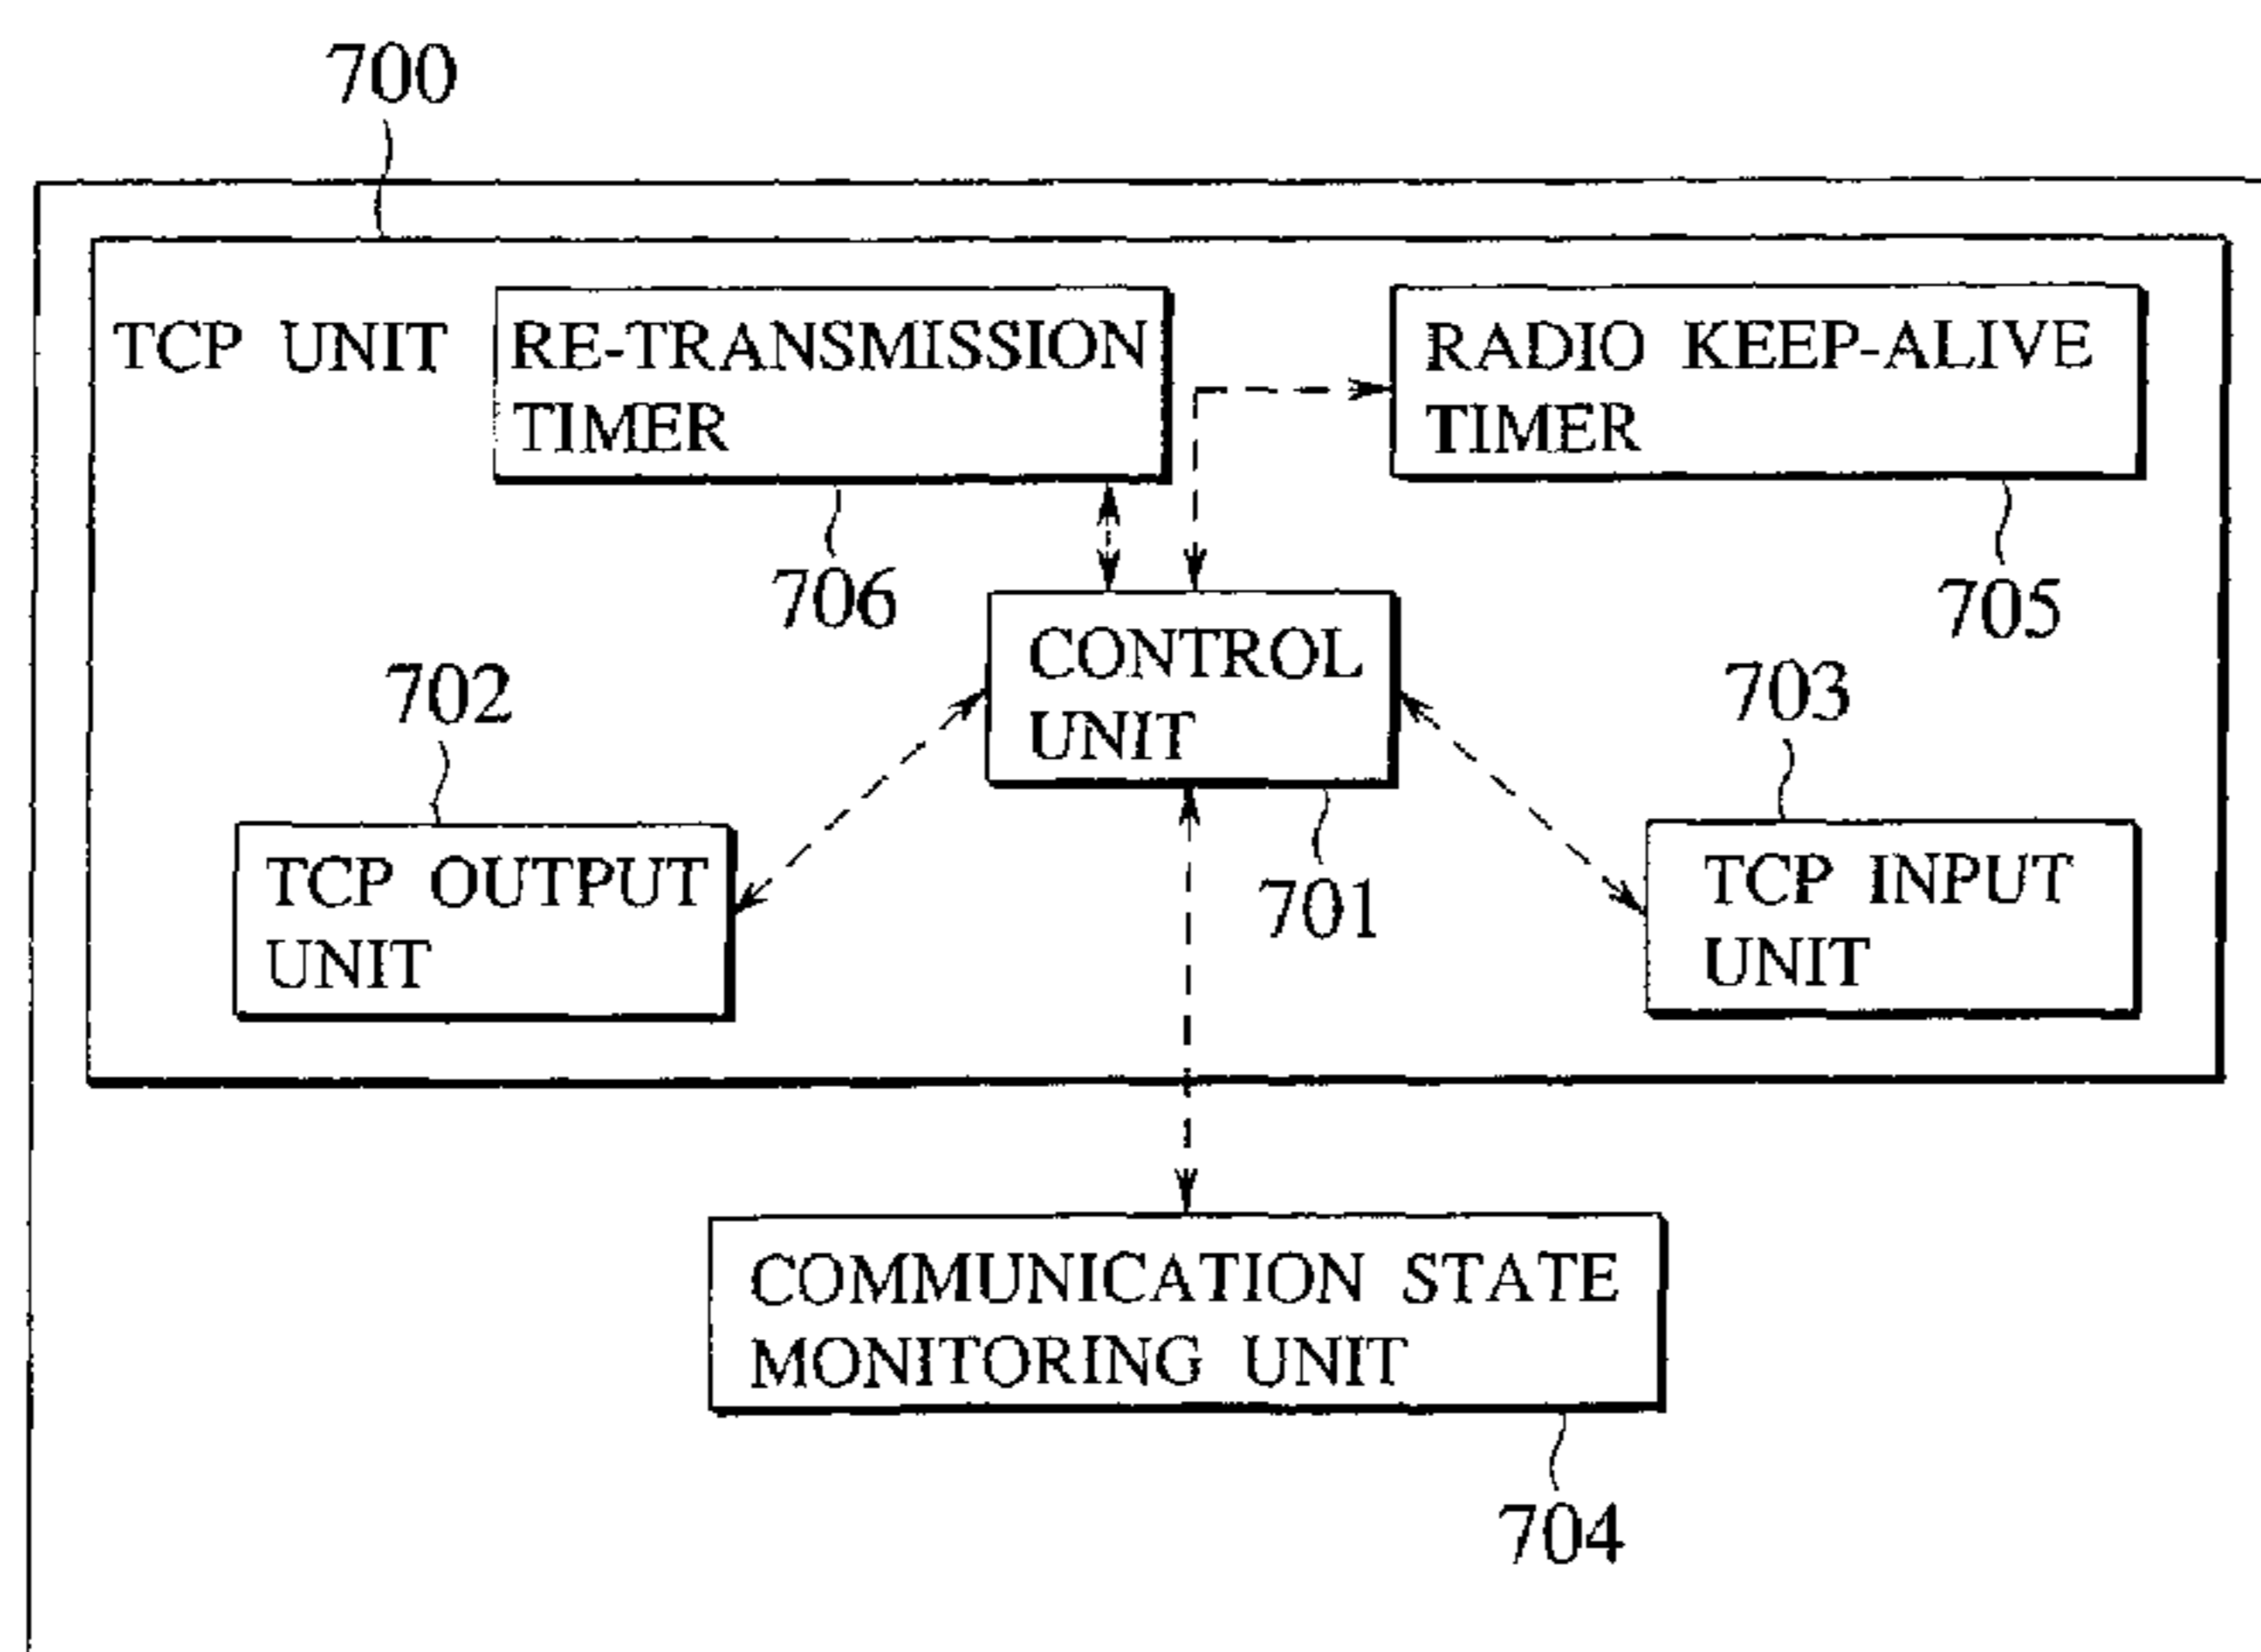 700
TCP UNIT
RE-TRANSMISSION
TIMER
RADIO KEEP-ALIVE
TIMER
706
705
CONTROL
UNIT
702
703
701
TCP OUTPUT
UNIT
TCP INPUT
UNIT
COMMUNICATION STATE
MONITORING UNIT
704